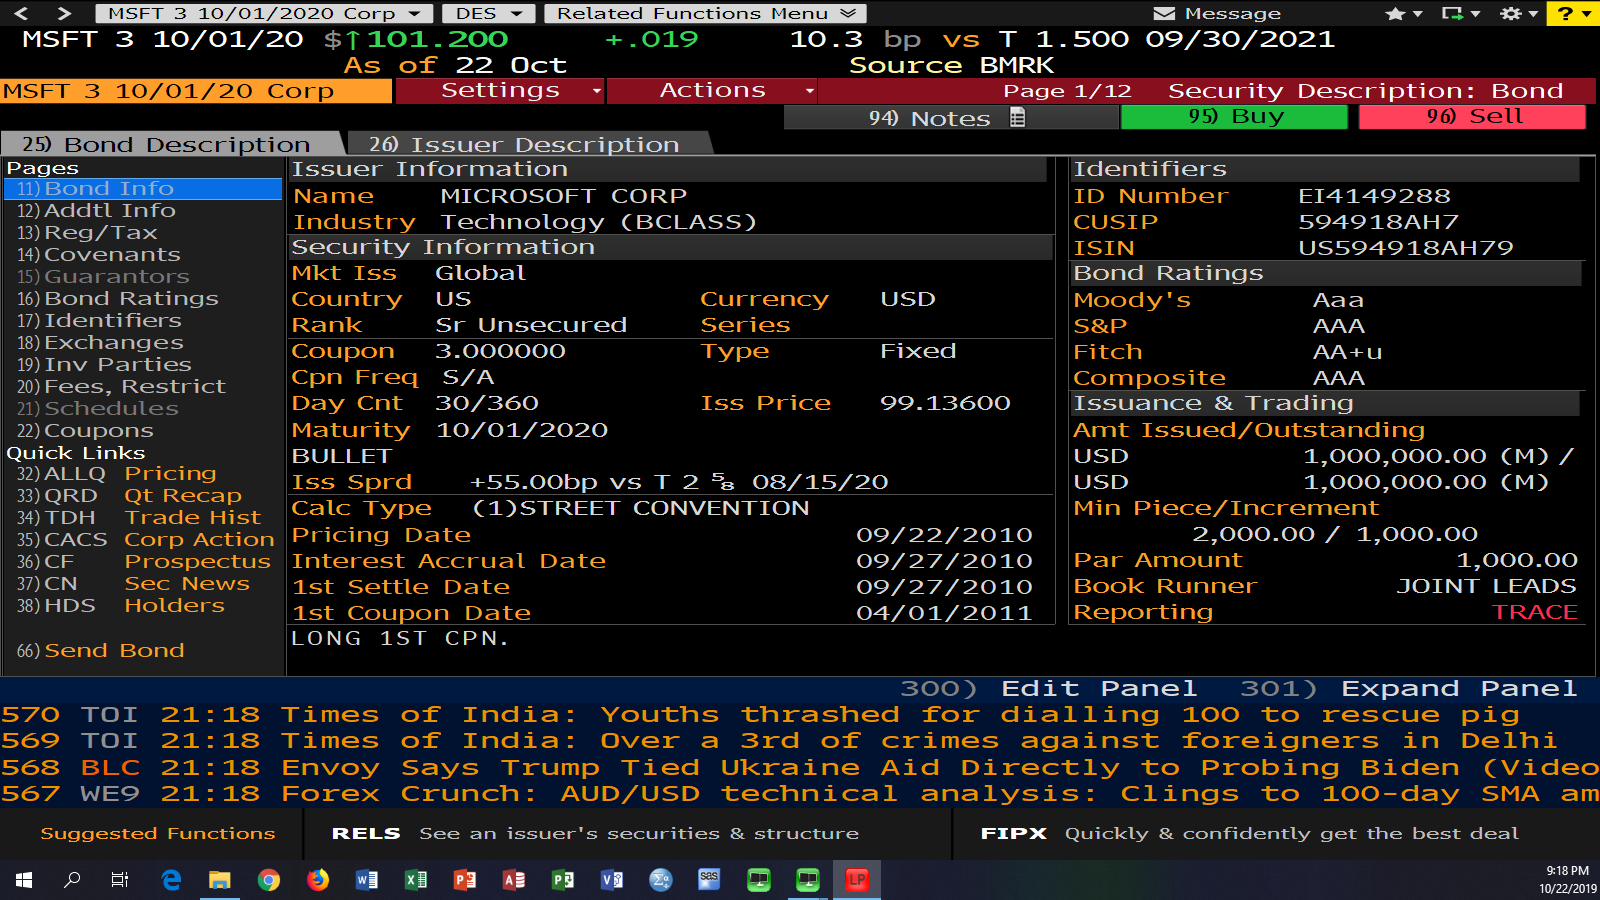 MSFT 3 10/01/2020 Corp DES Related Functions Menu Message ?
MSFT 3 10/01/20 $↑101.200 +.019 10.3 bp vs T 1.500 09/30/2021
As of 22 Oct Source BMRK
MSFT 3 10/01/20 Corp Settings Actions Page 1/12 Security Description: Bond
94) Notes 95) Buy 96) Sell
25) Bond Description 26) Issuer Description
Pages
11) Bond Info
12) Addtl Info
13) Reg/Tax
14) Covenants
15) Guarantors
16) Bond Ratings
17) Identifiers
18) Exchanges
19) Inv Parties
20) Fees, Restrict
21) Schedules
22) Coupons
Quick Links
32) ALLQ Pricing
33) QRD Qt Recap
34) TDH Trade Hist
35) CACS Corp Action
36) CF Prospectus
37) CN Sec News
38) HDS Holders
66) Send Bond
Issuer Information
Name MICROSOFT CORP
Industry Technology (BCLASS)
Security Information
Mkt Iss Global
Country US Currency USD
Rank Sr Unsecured Series
Coupon 3.000000 Type Fixed
Cpn Freq S/A
Day Cnt 30/360 Iss Price 99.13600
Maturity 10/01/2020
BULLET
Iss Sprd +55.00bp vs T 2 ⅝ 08/15/20
Calc Type (1)STREET CONVENTION
Pricing Date 09/22/2010
Interest Accrual Date 09/27/2010
1st Settle Date 09/27/2010
1st Coupon Date 04/01/2011
LONG 1ST CPN.
Identifiers
ID Number EI4149288
CUSIP 594918AH7
ISIN US594918AH79
Bond Ratings
Moody's Aaa
S&P AAA
Fitch AA+u
Composite AAA
Issuance & Trading
Amt Issued/Outstanding
USD 1,000,000.00 (M) /
USD 1,000,000.00 (M)
Min Piece/Increment
2,000.00 / 1,000.00
Par Amount 1,000.00
Book Runner JOINT LEADS
Reporting TRACE
300) Edit Panel 301) Expand Panel
570 TOI 21:18 Times of India: Youths thrashed for dialling 100 to rescue pig
569 TOI 21:18 Times of India: Over a 3rd of crimes against foreigners in Delhi
568 BLC 21:18 Envoy Says Trump Tied Ukraine Aid Directly to Probing Biden (Video
567 WE9 21:18 Forex Crunch: AUD/USD technical analysis: Clings to 100-day SMA am
Suggested Functions RELS See an issuer's securities & structure FIPX Quickly & confidently get the best deal
sas LP
9:18 PM
10/22/2019